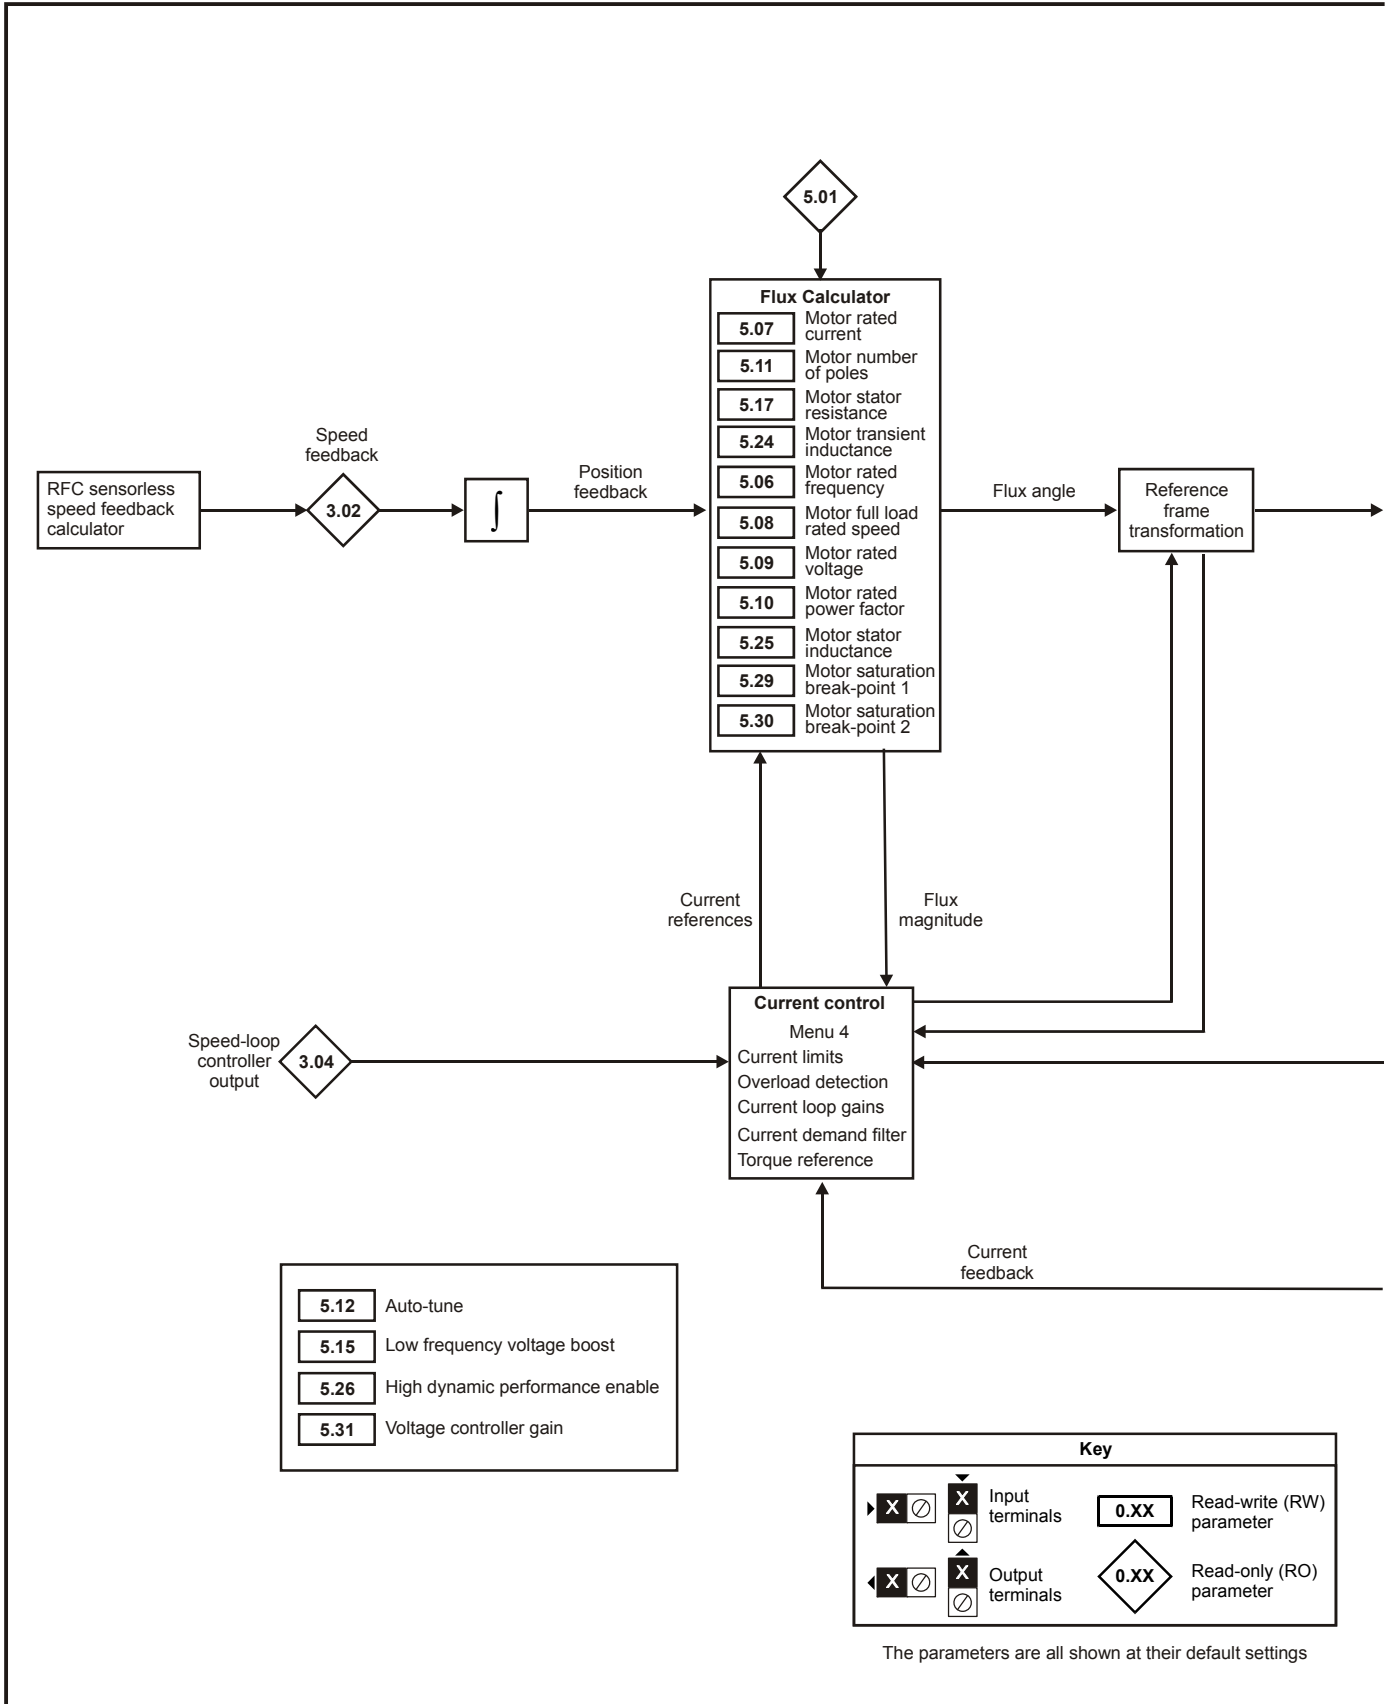 5.01
Flux Calculator
5.07 Motor rated
current
5.11 Motor number
of poles
5.17 Motor stator
resistance
5.24 Motor transient
inductance
5.06 Motor rated
frequency
5.08 Motor full load
rated speed
5.09 Motor rated
voltage
5.10 Motor rated
power factor
5.25 Motor stator
inductance
5.29 Motor saturation
break-point 1
5.30 Motor saturation
break-point 2
RFC sensorless
speed feedback
calculator
Speed
feedback
3.02
∫
Position
feedback
Flux angle
Reference
frame
transformation
Current
references
Flux
magnitude
Speed-loop
controller
output
3.04
Current control
Menu 4
Current limits
Overload detection
Current loop gains
Current demand filter
Torque reference
Current
feedback
5.12 Auto-tune
5.15 Low frequency voltage boost
5.26 High dynamic performance enable
5.31 Voltage controller gain
Key
X X Input
terminals
0.XX Read-write (RW)
parameter
X X Output
terminals
0.XX Read-only (RO)
parameter
The parameters are all shown at their default settings